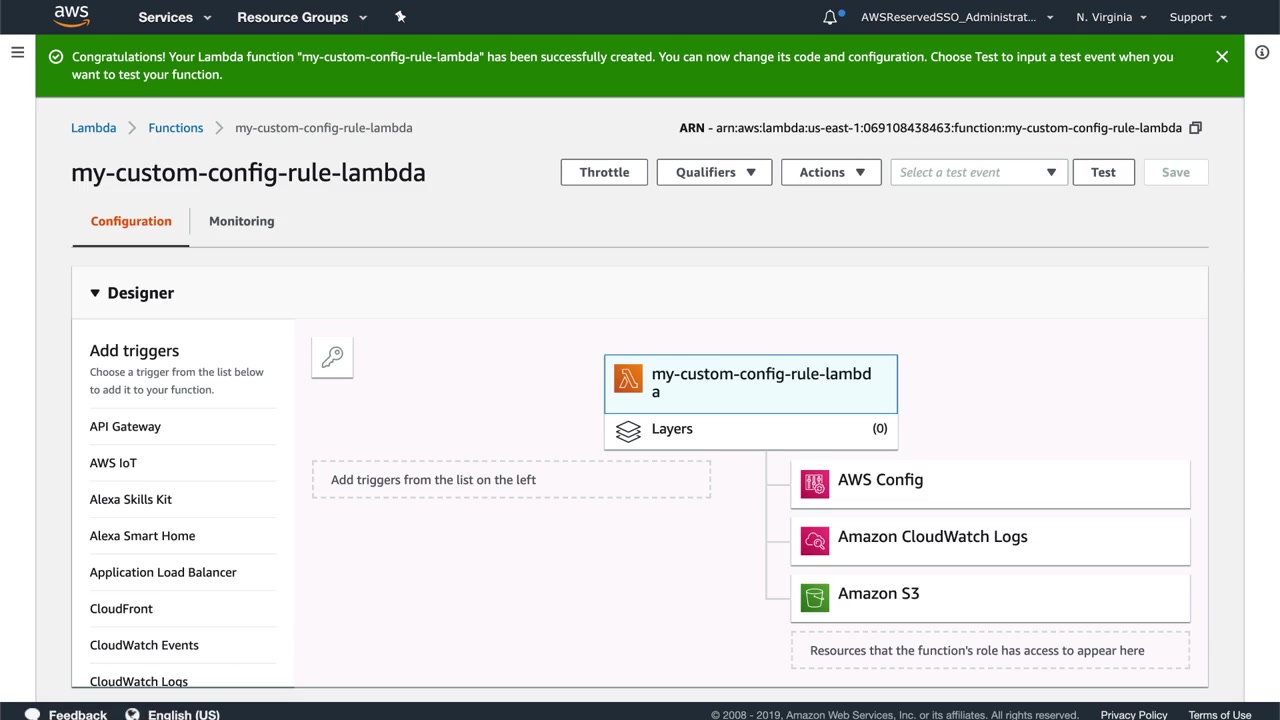 aws
Services
Resource Groups
AWSReservedSSO_Administrat...
N. Virginia
Support
Congratulations! Your Lambda function "my-custom-config-rule-lambda" has been successfully created. You can now change its code and configuration. Choose Test to input a test event when you
want to test your function.
Lambda
Functions
my-custom-config-rule-lambda
ARN - arn:aws:lambda:us-east-1:069108438463:function:my-custom-config-rule-lambda
my-custom-config-rule-lambda
Throttle
Qualifiers
Actions
Select a test event
Test
Save
Configuration
Monitoring
Designer
Add triggers
Choose a trigger from the list below
to add it to your function.
API Gateway
AWS IoT
Alexa Skills Kit
Alexa Smart Home
Application Load Balancer
CloudFront
CloudWatch Events
CloudWatch Logs
my-custom-config-rule-lambd
a
Layers
(0)
Add triggers from the list on the left
AWS Config
Amazon CloudWatch Logs
Amazon S3
Resources that the function's role has access to appear here
Feedback
English (US)
© 2008 - 2019, Amazon Web Services, Inc. or its affiliates. All rights reserved.
Privacy Policy
Terms of Use